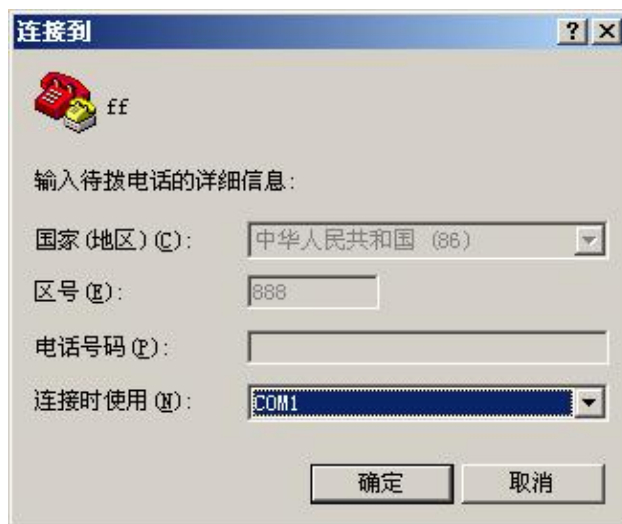 连接到
ff
输入待拨电话的详细信息:
国家(地区)(C): 中华人民共和国 (86)
区号(E): 888
电话号码(P):
连接时使用(N): COM1
确定 取消